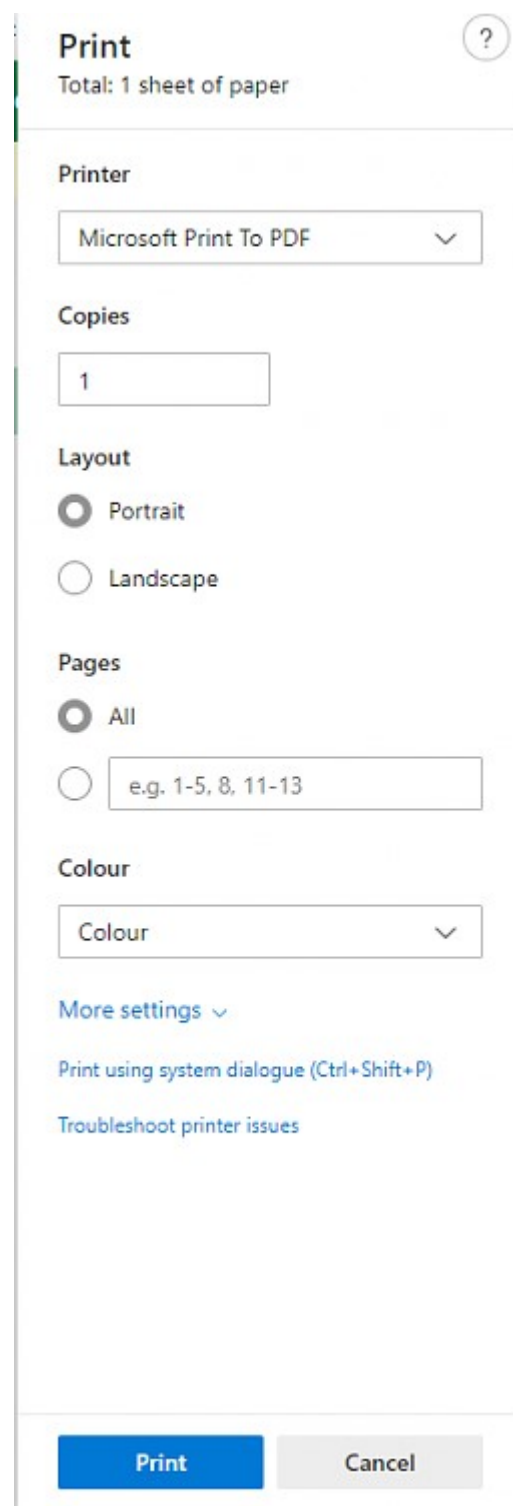 Print
?
Total: 1 sheet of paper
Printer
Microsoft Print To PDF
Copies
1
Layout
Portrait
Landscape
Pages
All
e.g. 1-5, 8, 11-13
Colour
Colour
More settings
Print using system dialogue (Ctrl+Shift+P)
Troubleshoot printer issues
Print Cancel